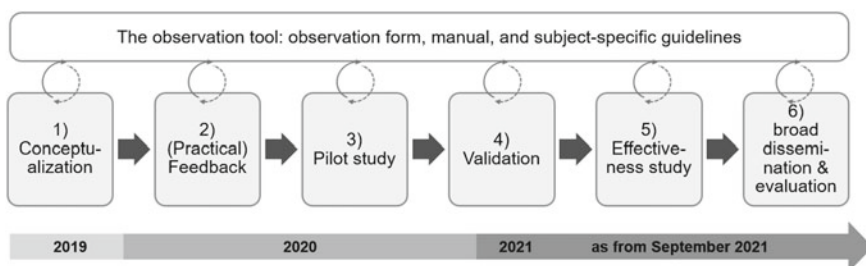 The observation tool: observation form, manual, and subject-specific guidelines
1)
Conceptu-
alization
2)
(Practical)
Feedback
3)
Pilot study
4)
Validation
5)
Effective-
ness study
6)
broad
dissemi-
nation &
evaluation
2019
2020
2021
as from September 2021